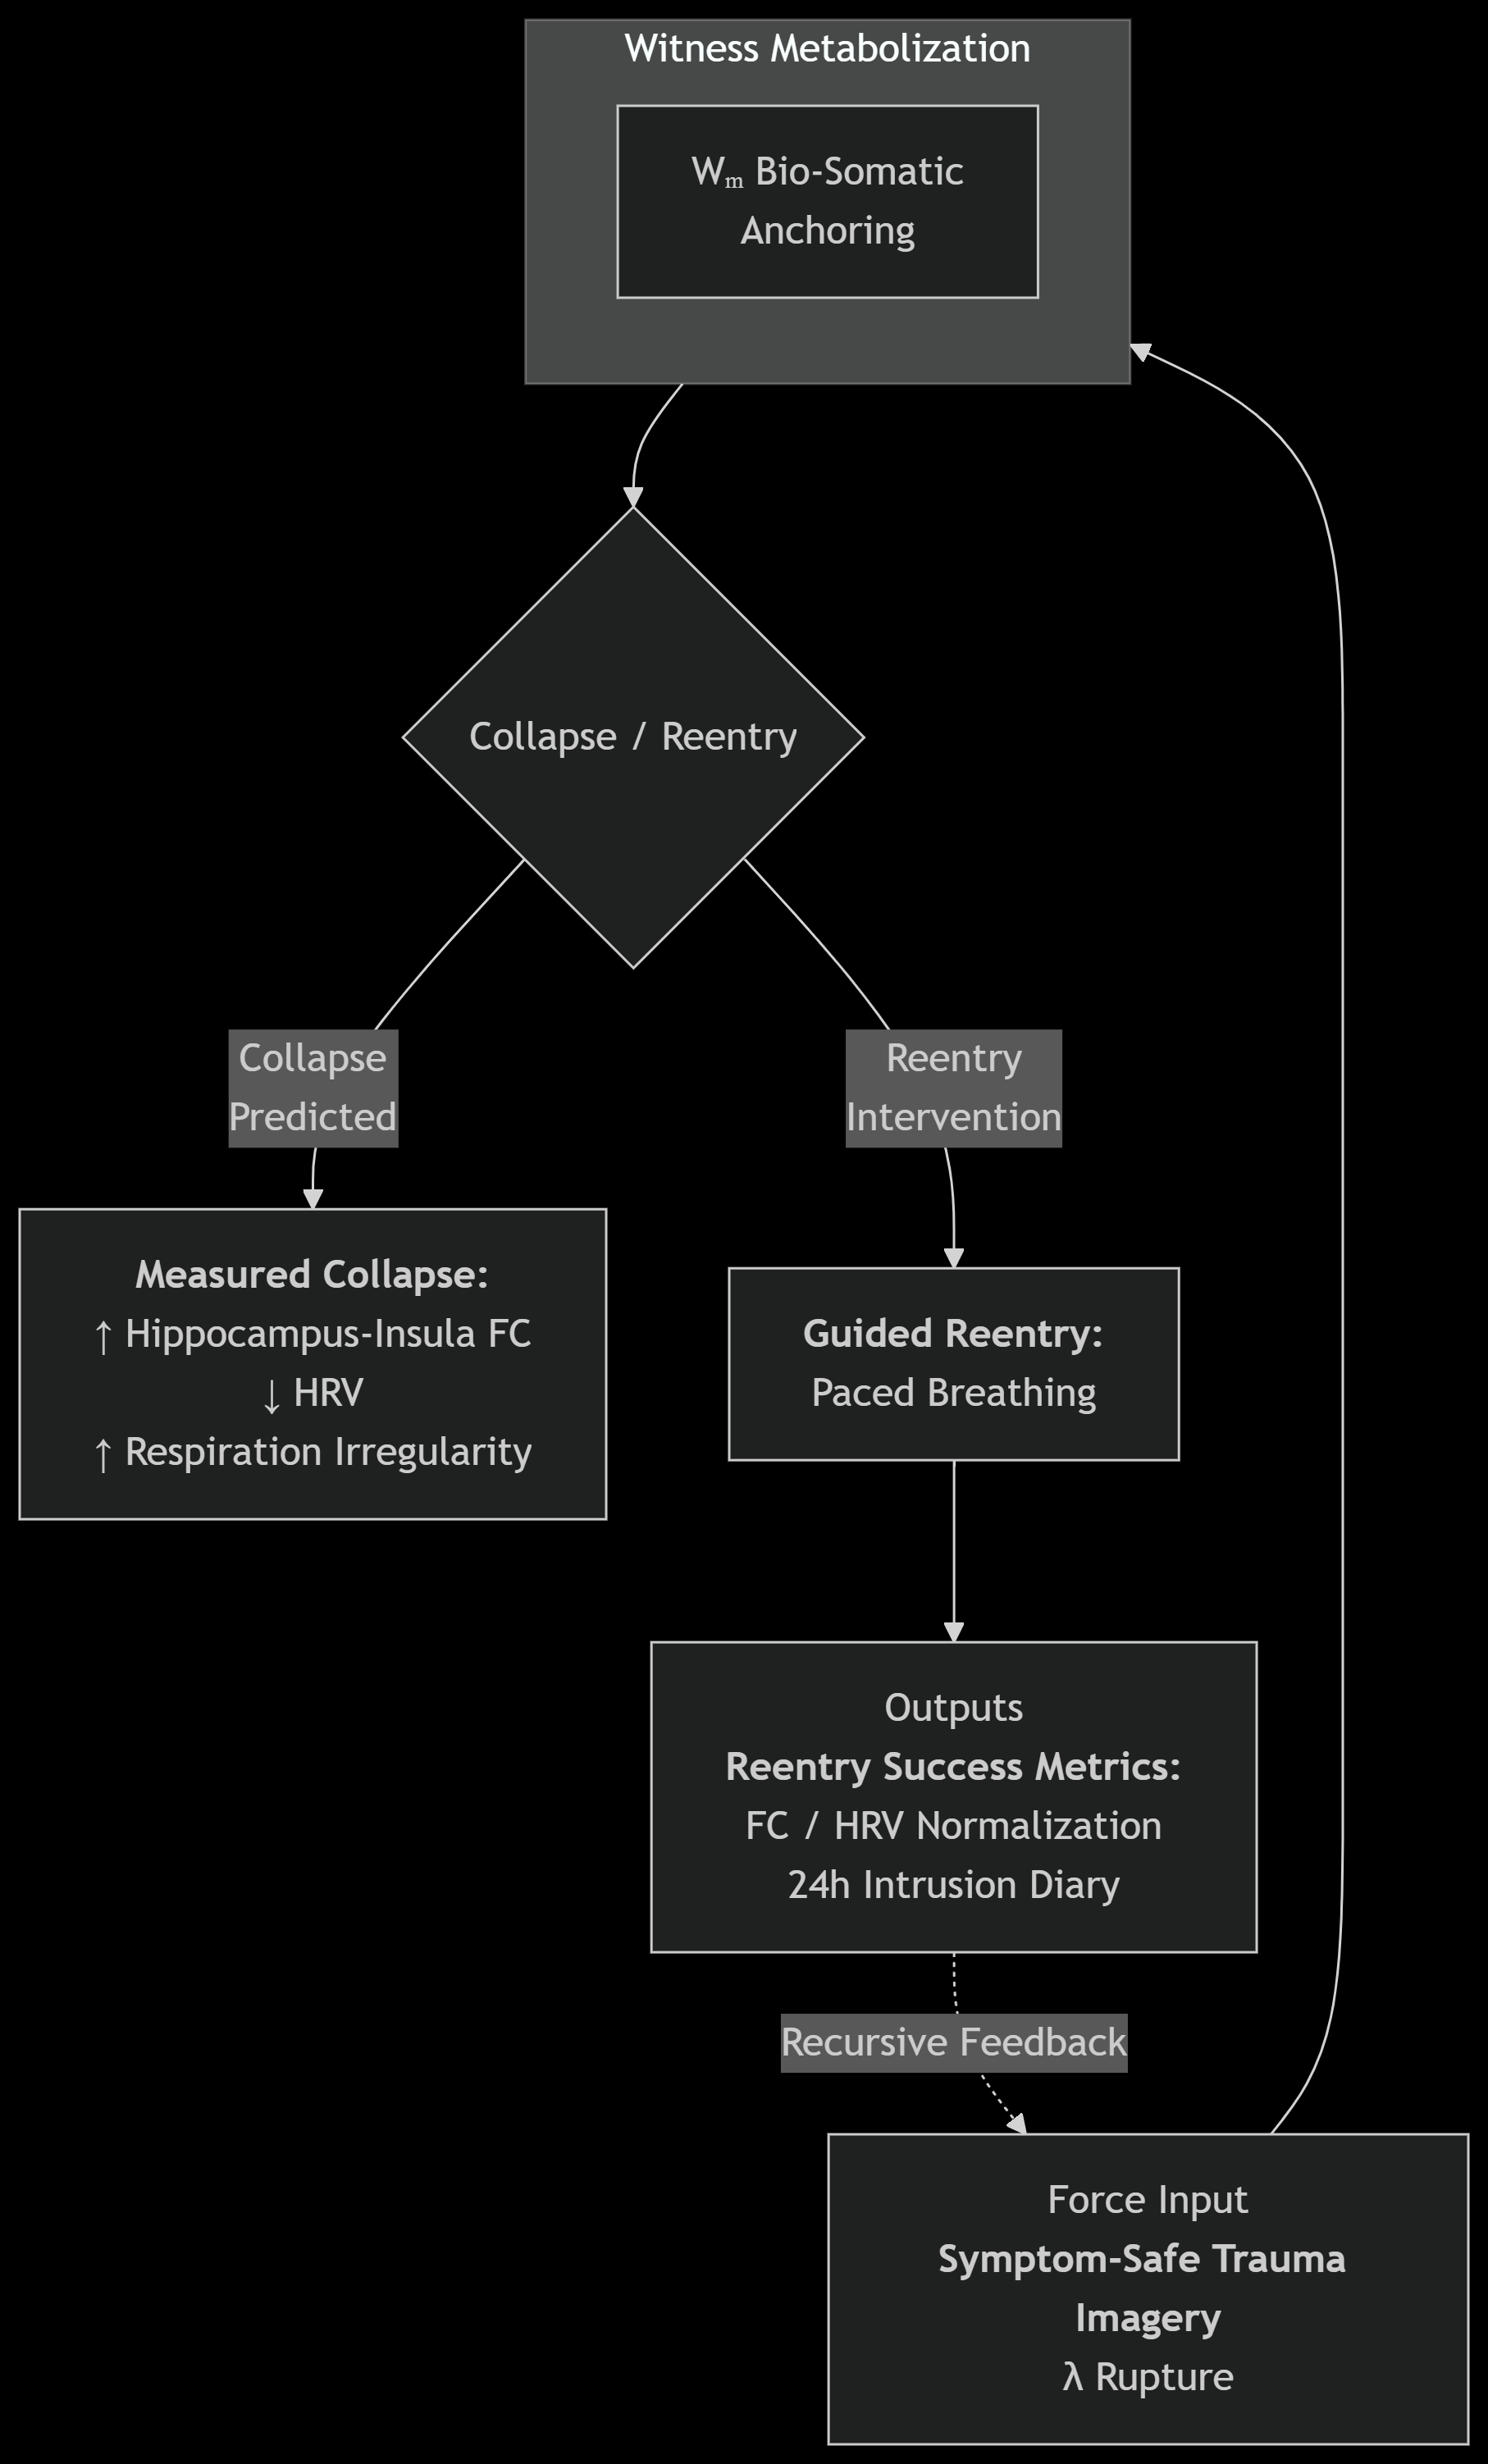 Witness Metabolization
Wₘ Bio-Somatic
Anchoring
Collapse / Reentry
Collapse
Predicted
Reentry
Intervention
Measured Collapse:
↑ Hippocampus-Insula FC
↓ HRV
↑ Respiration Irregularity
Guided Reentry:
Paced Breathing
Outputs
Reentry Success Metrics:
FC / HRV Normalization
24h Intrusion Diary
Recursive Feedback
Force Input
Symptom-Safe Trauma
Imagery
λ Rupture